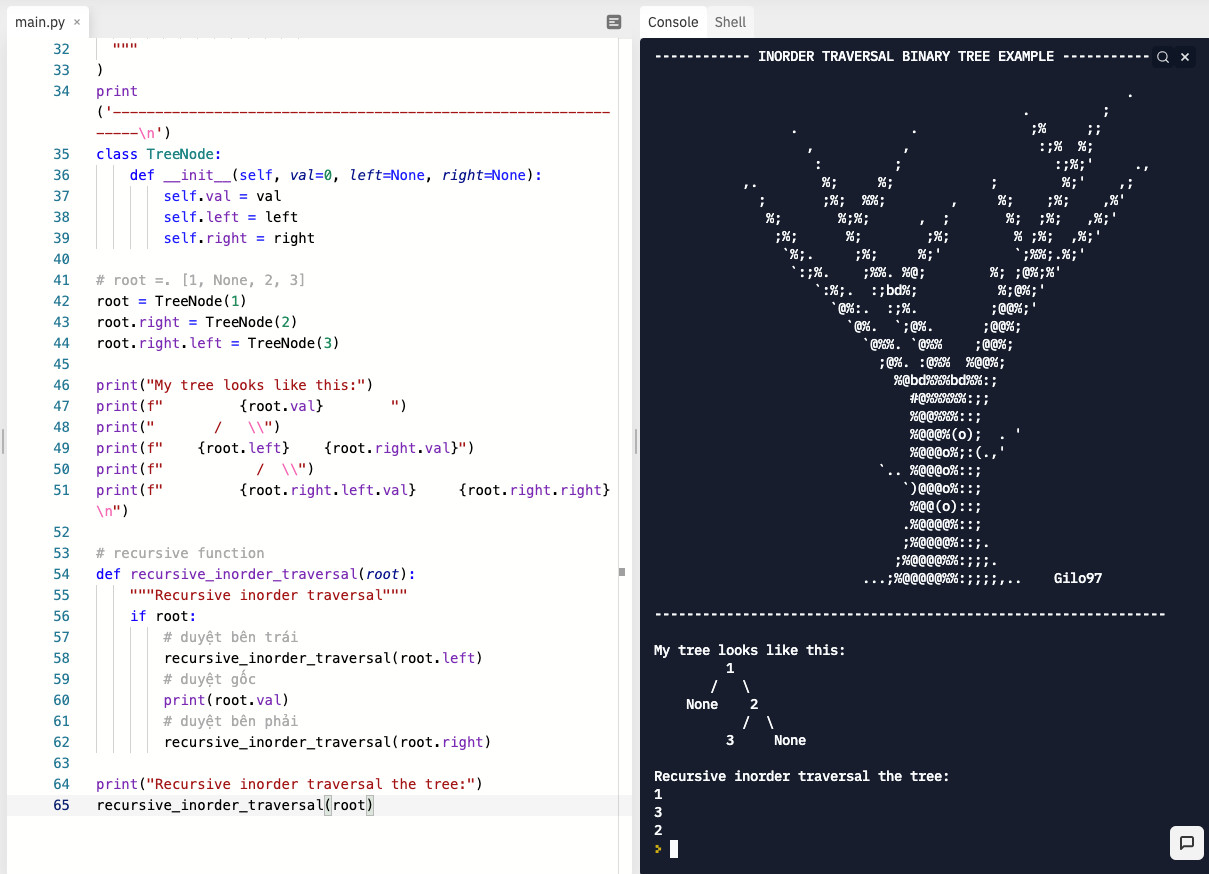 main.py ×
32 """
33 )
34 print
('-----------------------------------------------------------
-----\n')
35 class TreeNode:
36 def __init__(self, val=0, left=None, right=None):
37 self.val = val
38 self.left = left
39 self.right = right
40
41 # root =. [1, None, 2, 3]
42 root = TreeNode(1)
43 root.right = TreeNode(2)
44 root.right.left = TreeNode(3)
45
46 print("My tree looks like this:")
47 print(f"         {root.val}        ")
48 print("       /   \\")
49 print(f"    {root.left}    {root.right.val}")
50 print(f"           /  \\")
51 print(f"         {root.right.left.val}     {root.right.right}
\n")
52
53 # recursive function
54 def recursive_inorder_traversal(root):
55 """Recursive inorder traversal"""
56 if root:
57 # duyệt bên trái
58 recursive_inorder_traversal(root.left)
59 # duyệt gốc
60 print(root.val)
61 # duyệt bên phải
62 recursive_inorder_traversal(root.right)
63
64 print("Recursive inorder traversal the tree:")
65 recursive_inorder_traversal(root)
Console Shell
------------ INORDER TRAVERSAL BINARY TREE EXAMPLE -----------
Gilo97
----------------------------------------------------------------
My tree looks like this:
1
/   \
None    2
/  \
3     None
Recursive inorder traversal the tree:
1
3
2